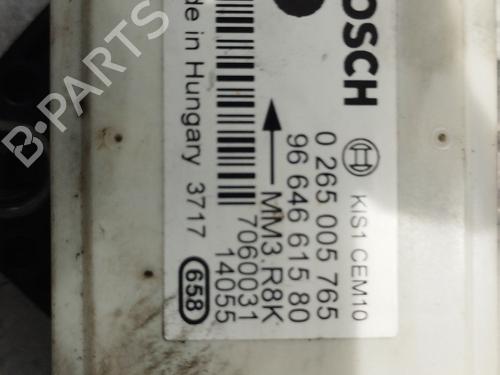 BOSCH
KIS1 CEM10
0 265 005 765
96 646 615 80
MM3.R8K
7060031
14055
de in Hungary 3717
658
B-PARTS